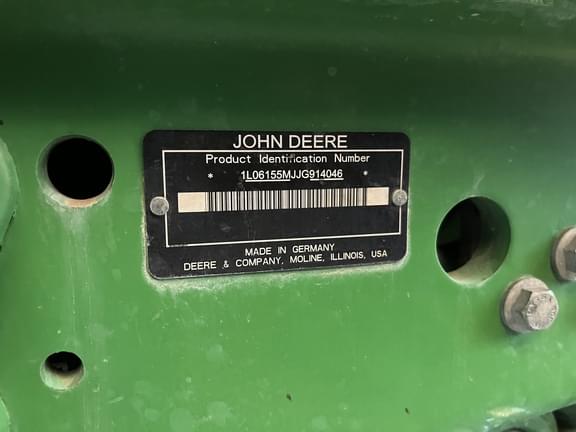 JOHN DEERE
Product Identification Number
* 1L06155MJJG914046 *
MADE IN GERMANY
DEERE & COMPANY, MOLINE, ILLINOIS, USA